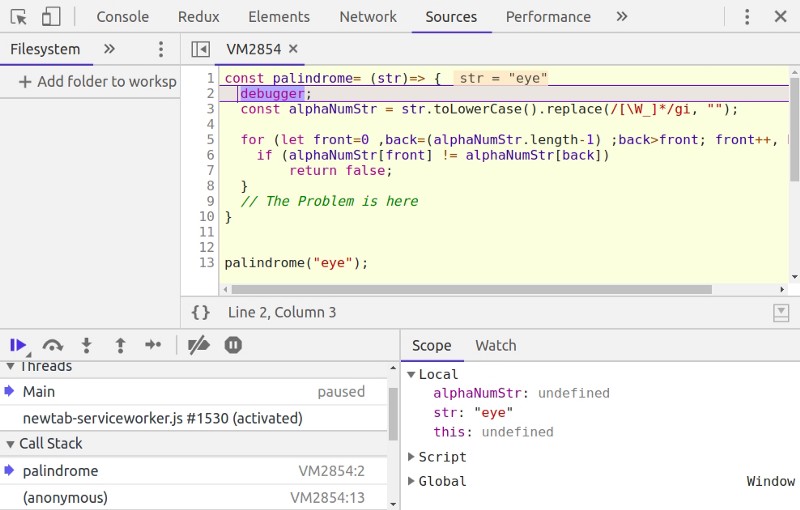 Console Redux Elements Network Sources Performance »
Filesystem »
VM2854 ×
+ Add folder to worksp
1 const palindrome= (str)=> { str = "eye"
2 debugger;
3 const alphaNumStr = str.toLowerCase().replace(/[\W_]*/gi, "");
4
5 for (let front=0 ,back=(alphaNumStr.length-1) ;back>front; front++,
6 if (alphaNumStr[front] != alphaNumStr[back])
7 return false;
8 }
9 // The Problem is here
10 }
11
12
13 palindrome("eye");
{} Line 2, Column 3
Threads
Main paused
newtab-serviceworker.js #1530 (activated)
Call Stack
palindrome VM2854:2
(anonymous) VM2854:13
Scope Watch
Local
alphaNumStr: undefined
str: "eye"
this: undefined
Script
Global Window